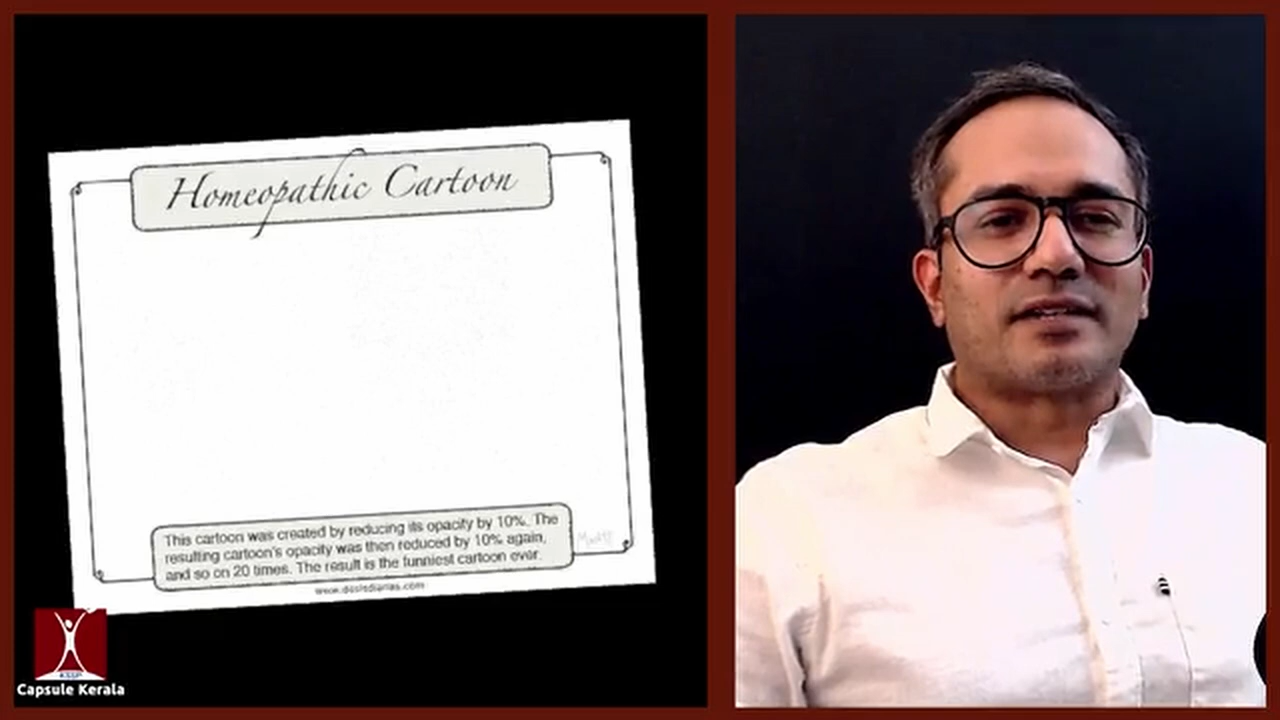 Homeopathic Cartoon
This cartoon was created by reducing its opacity by 10%. The
resulting cartoon's opacity was then reduced by 10% again,
and so on 20 times. The result is the funniest cartoon ever.
Capsule Kerala